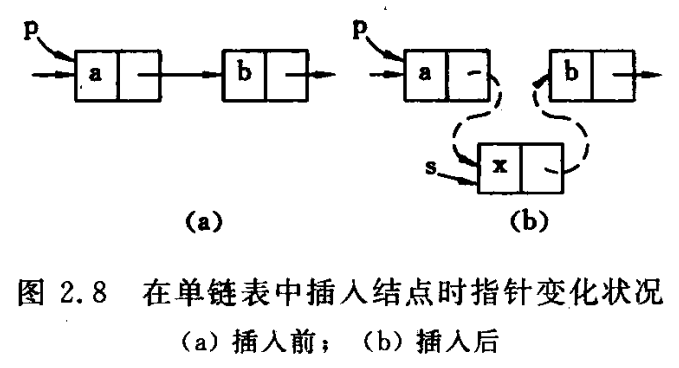 p
a b
(a)
p
a b
s x
(b)
图 2.8 在单链表中插入结点时指针变化状况
(a) 插入前； (b) 插入后